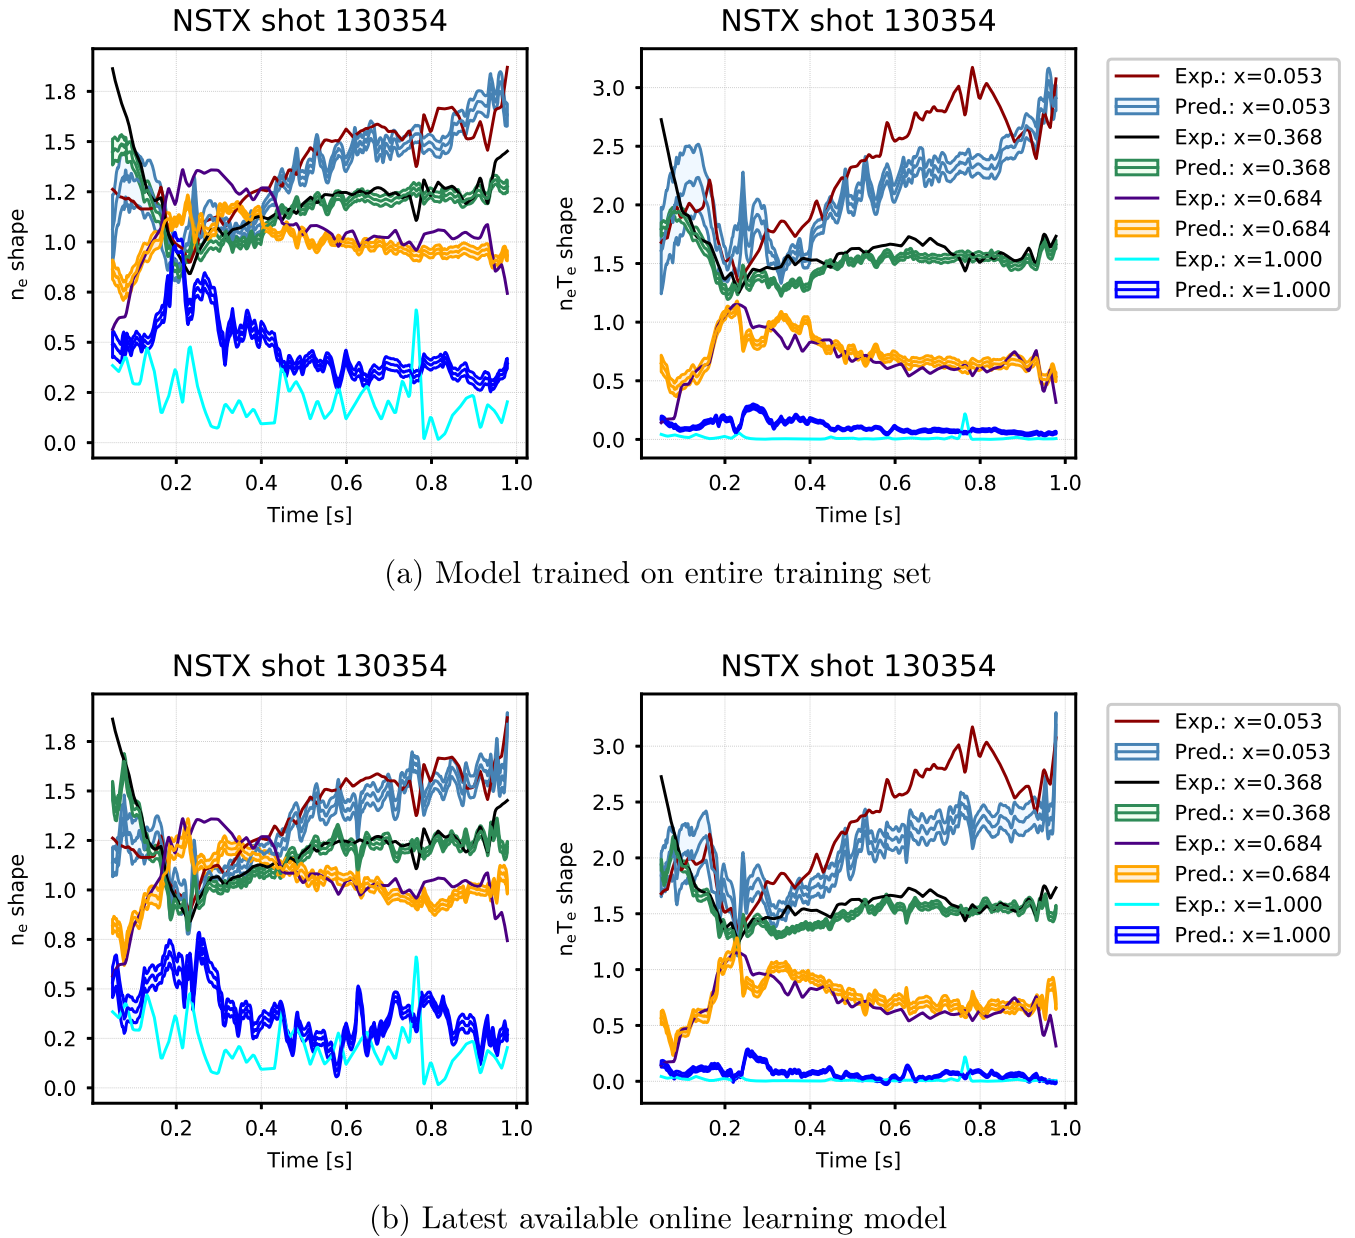 NSTX shot 130354
NSTX shot 130354
nₑ shape
1.8
1.5
1.2
1.0
0.8
0.5
0.2
0.0
0.2 0.4 0.6 0.8 1.0
Time [s]
nₑTₑ shape
3.0
2.5
2.0
1.5
1.0
0.5
0.0
0.2 0.4 0.6 0.8 1.0
Time [s]
Exp.: x=0.053
Pred.: x=0.053
Exp.: x=0.368
Pred.: x=0.368
Exp.: x=0.684
Pred.: x=0.684
Exp.: x=1.000
Pred.: x=1.000
(a) Model trained on entire training set
NSTX shot 130354
NSTX shot 130354
nₑ shape
1.8
1.5
1.2
1.0
0.8
0.5
0.2
0.0
0.2 0.4 0.6 0.8 1.0
Time [s]
nₑTₑ shape
3.0
2.5
2.0
1.5
1.0
0.5
0.0
0.2 0.4 0.6 0.8 1.0
Time [s]
Exp.: x=0.053
Pred.: x=0.053
Exp.: x=0.368
Pred.: x=0.368
Exp.: x=0.684
Pred.: x=0.684
Exp.: x=1.000
Pred.: x=1.000
(b) Latest available online learning model